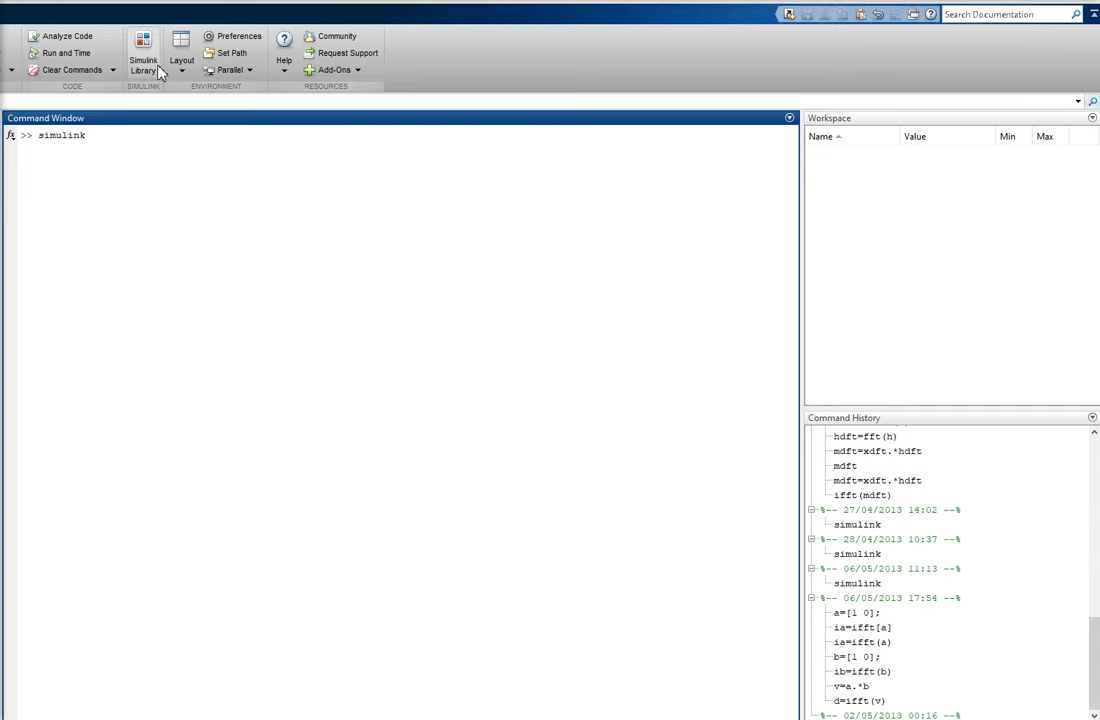 Search Documentation
Analyze Code
Run and Time
Clear Commands
CODE
Simulink
Library
SIMULINK
Layout
Preferences
Set Path
Parallel
ENVIRONMENT
Help
Community
Request Support
Add-Ons
RESOURCES
Command Window
fx >> simulink
Workspace
Name Value Min Max
Command History
hdft=fft(h)
mdft=xdft.*hdft
mdft
mdft=xdft.*hdft
ifft(mdft)
%-- 27/04/2013 14:02 --%
simulink
%-- 28/04/2013 10:37 --%
simulink
%-- 06/05/2013 11:13 --%
simulink
%-- 06/05/2013 17:54 --%
a=[1 0];
ia=ifft[a]
ia=ifft(a)
b=[1 0];
ib=ifft(b)
v=a.*b
d=ifft(v)
%-- 02/05/2013 00:16 --%